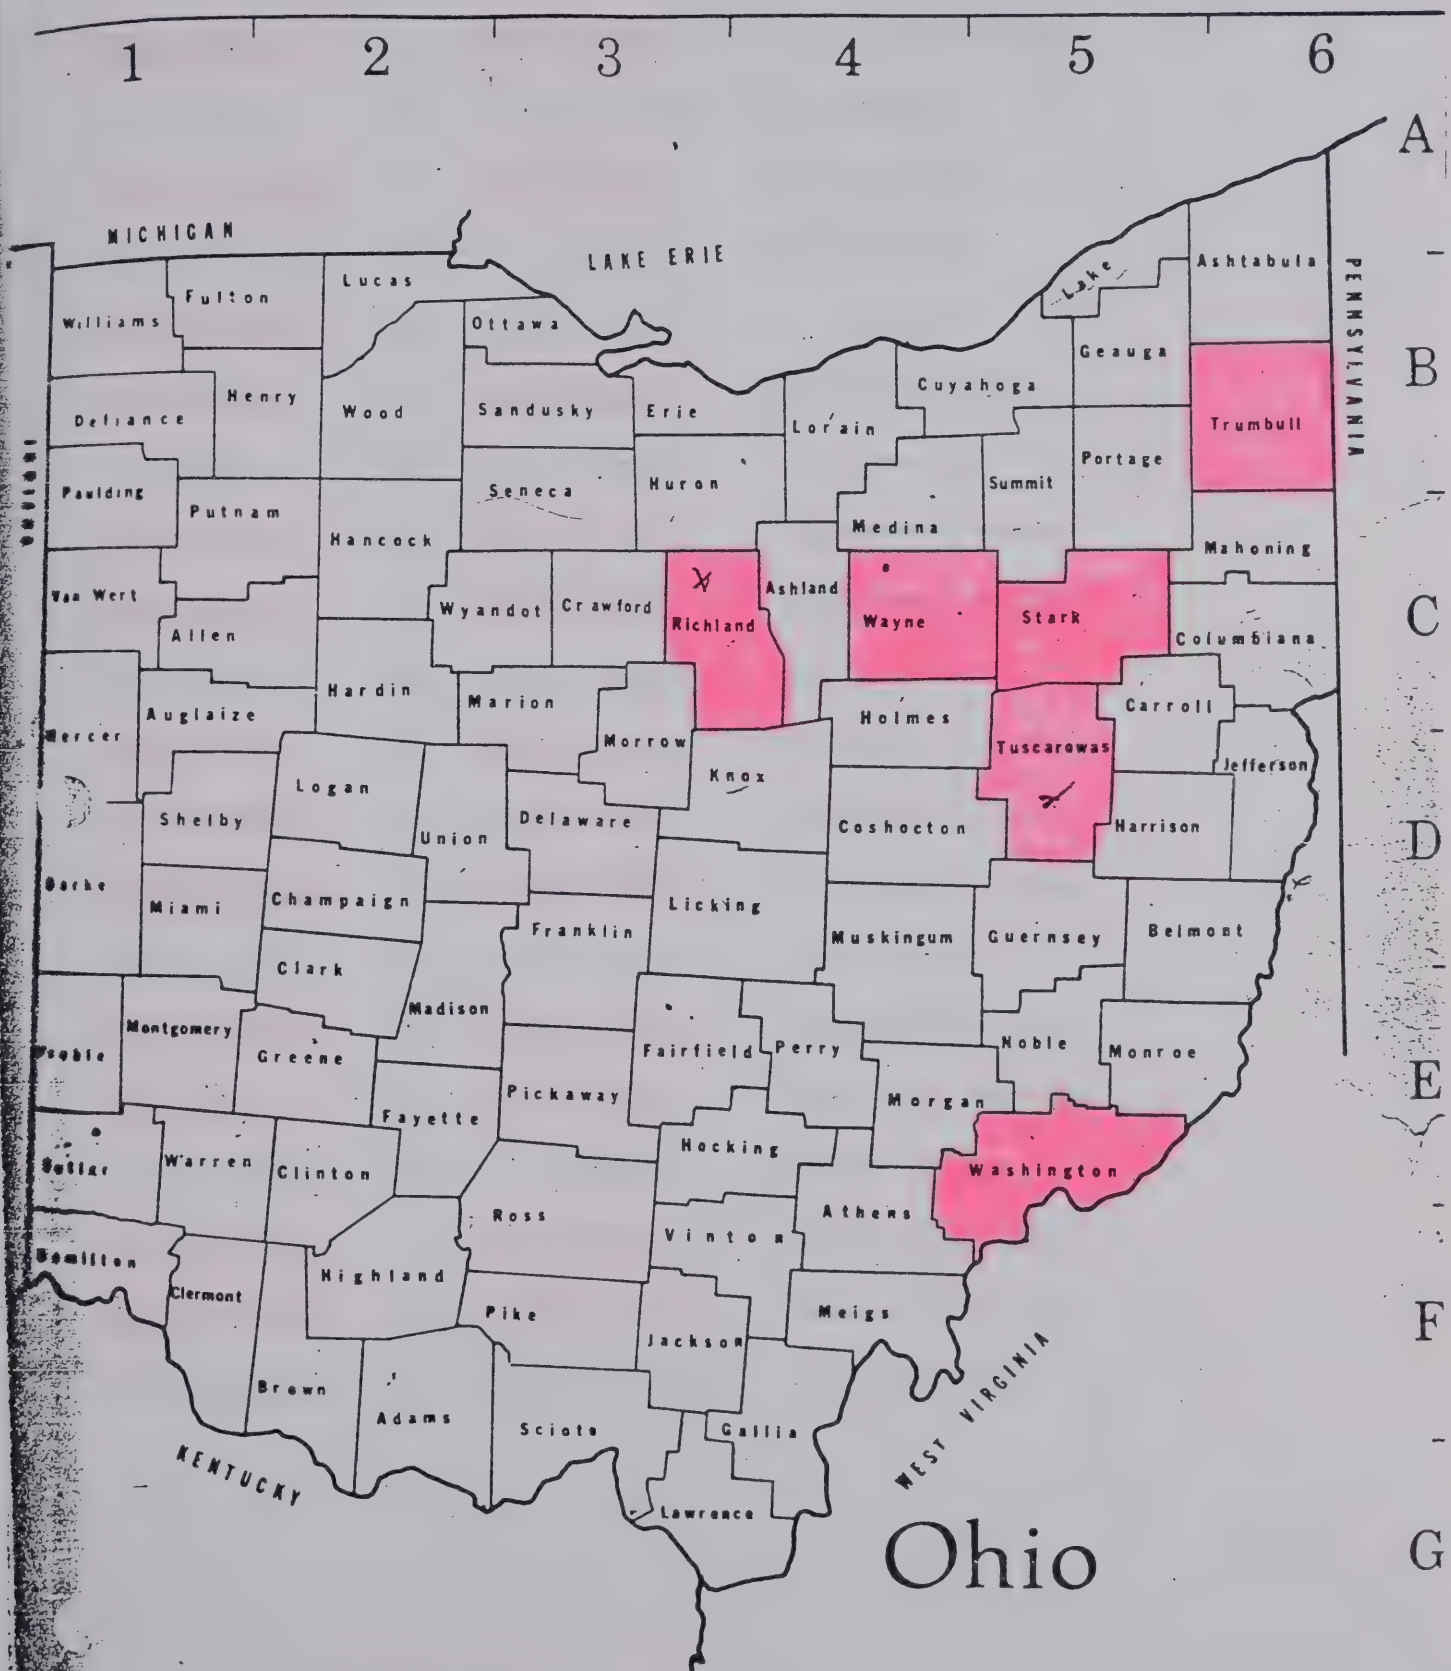 1 2 3 4 5 6
A
MICHIGAN
LAKE ERIE
Lake
Ashtabula
PENNSYLVANIA
Lucas
Fulton
Williams
Ottawa
Geauga
B
Cuyahoga
Henry
Wood
Sandusky
Erie
Defiance
Lorain
Trumbull
Portage
Summit
Huron
Seneca
Paulding
Putnam
Medina
Hancock
Mahoning
Ashland
Van Wert
Wyandot
Crawford
Richland
Wayne
Stark
C
Allen
Columbiana
Hardin
Marion
Carroll
Auglaize
Holmes
Mercer
Morrow
Tuscarowas
Knox
Jefferson
Logan
Shelby
Delaware
Union
Coshocton
Harrison
D
Darke
Champaign
Miami
Licking
Franklin
Muskingum
Guernsey
Belmont
Clark
Madison
Montgomery
Greene
Fairfield
Perry
Noble
Monroe
E
Pickaway
Fayette
Morgan
Hocking
Butler
Warren
Clinton
Washington
Ross
Athens
Vinton
Hamilton
Highland
Clermont
Pike
Meigs
F
Jackson
Brown
Adams
Scioto
Gallia
WEST VIRGINIA
KENTUCKY
Lawrence
Ohio
G